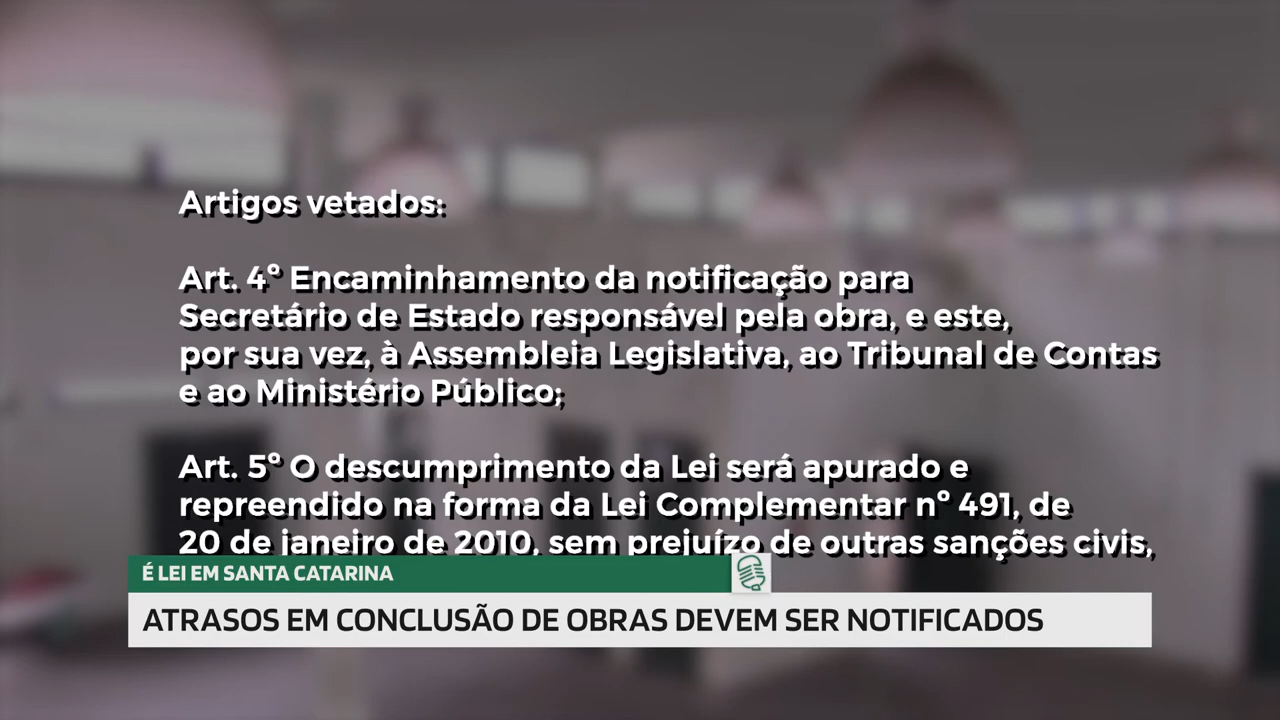 Artigos vetados:
Art. 4º Encaminhamento da notificação para
Secretário de Estado responsável pela obra, e este,
por sua vez, à Assembleia Legislativa, ao Tribunal de Contas
e ao Ministério Público;
Art. 5º O descumprimento da Lei será apurado e
repreendido na forma da Lei Complementar nº 491, de
20 de janeiro de 2010, sem prejuízo de outras sanções civis,
É LEI EM SANTA CATARINA
ATRASOS EM CONCLUSÃO DE OBRAS DEVEM SER NOTIFICADOS